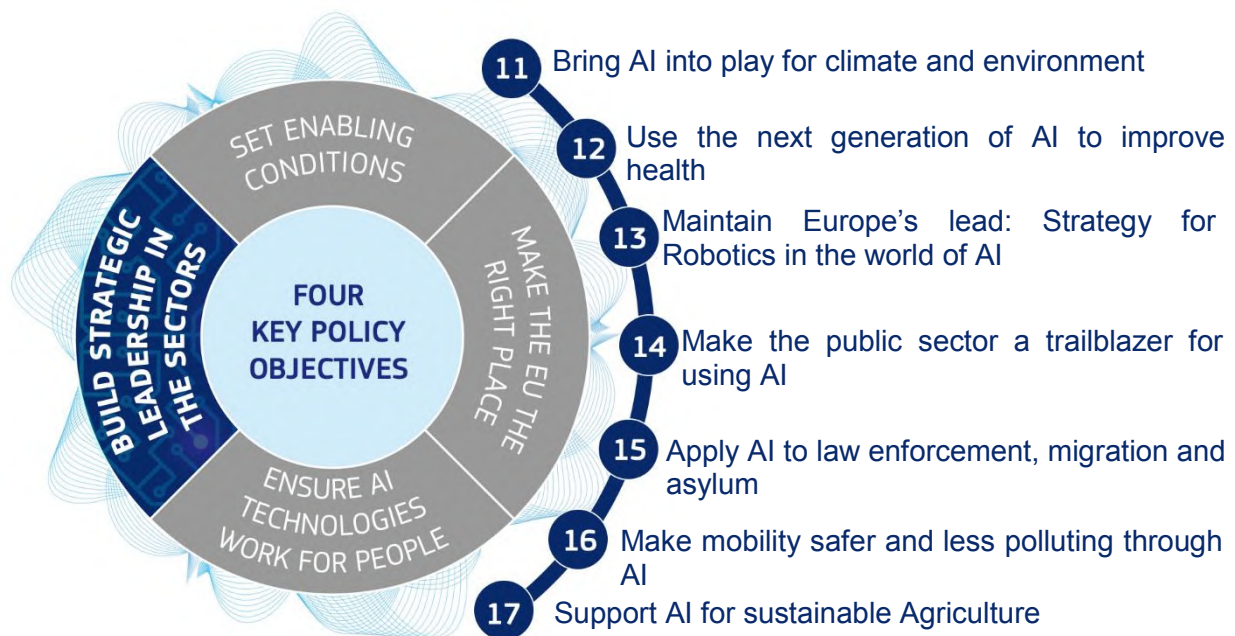 SET ENABLING
CONDITIONS
MAKE THE EU THE
RIGHT PLACE
ENSURE AI
TECHNOLOGIES
WORK FOR PEOPLE
BUILD STRATEGIC
LEADERSHIP IN
THE SECTORS
FOUR
KEY POLICY
OBJECTIVES
11 Bring AI into play for climate and environment
12 Use the next generation of AI to improve
health
13 Maintain Europe’s lead: Strategy for
Robotics in the world of AI
14 Make the public sector a trailblazer for
using AI
15 Apply AI to law enforcement, migration and
asylum
16 Make mobility safer and less polluting through
AI
17 Support AI for sustainable Agriculture